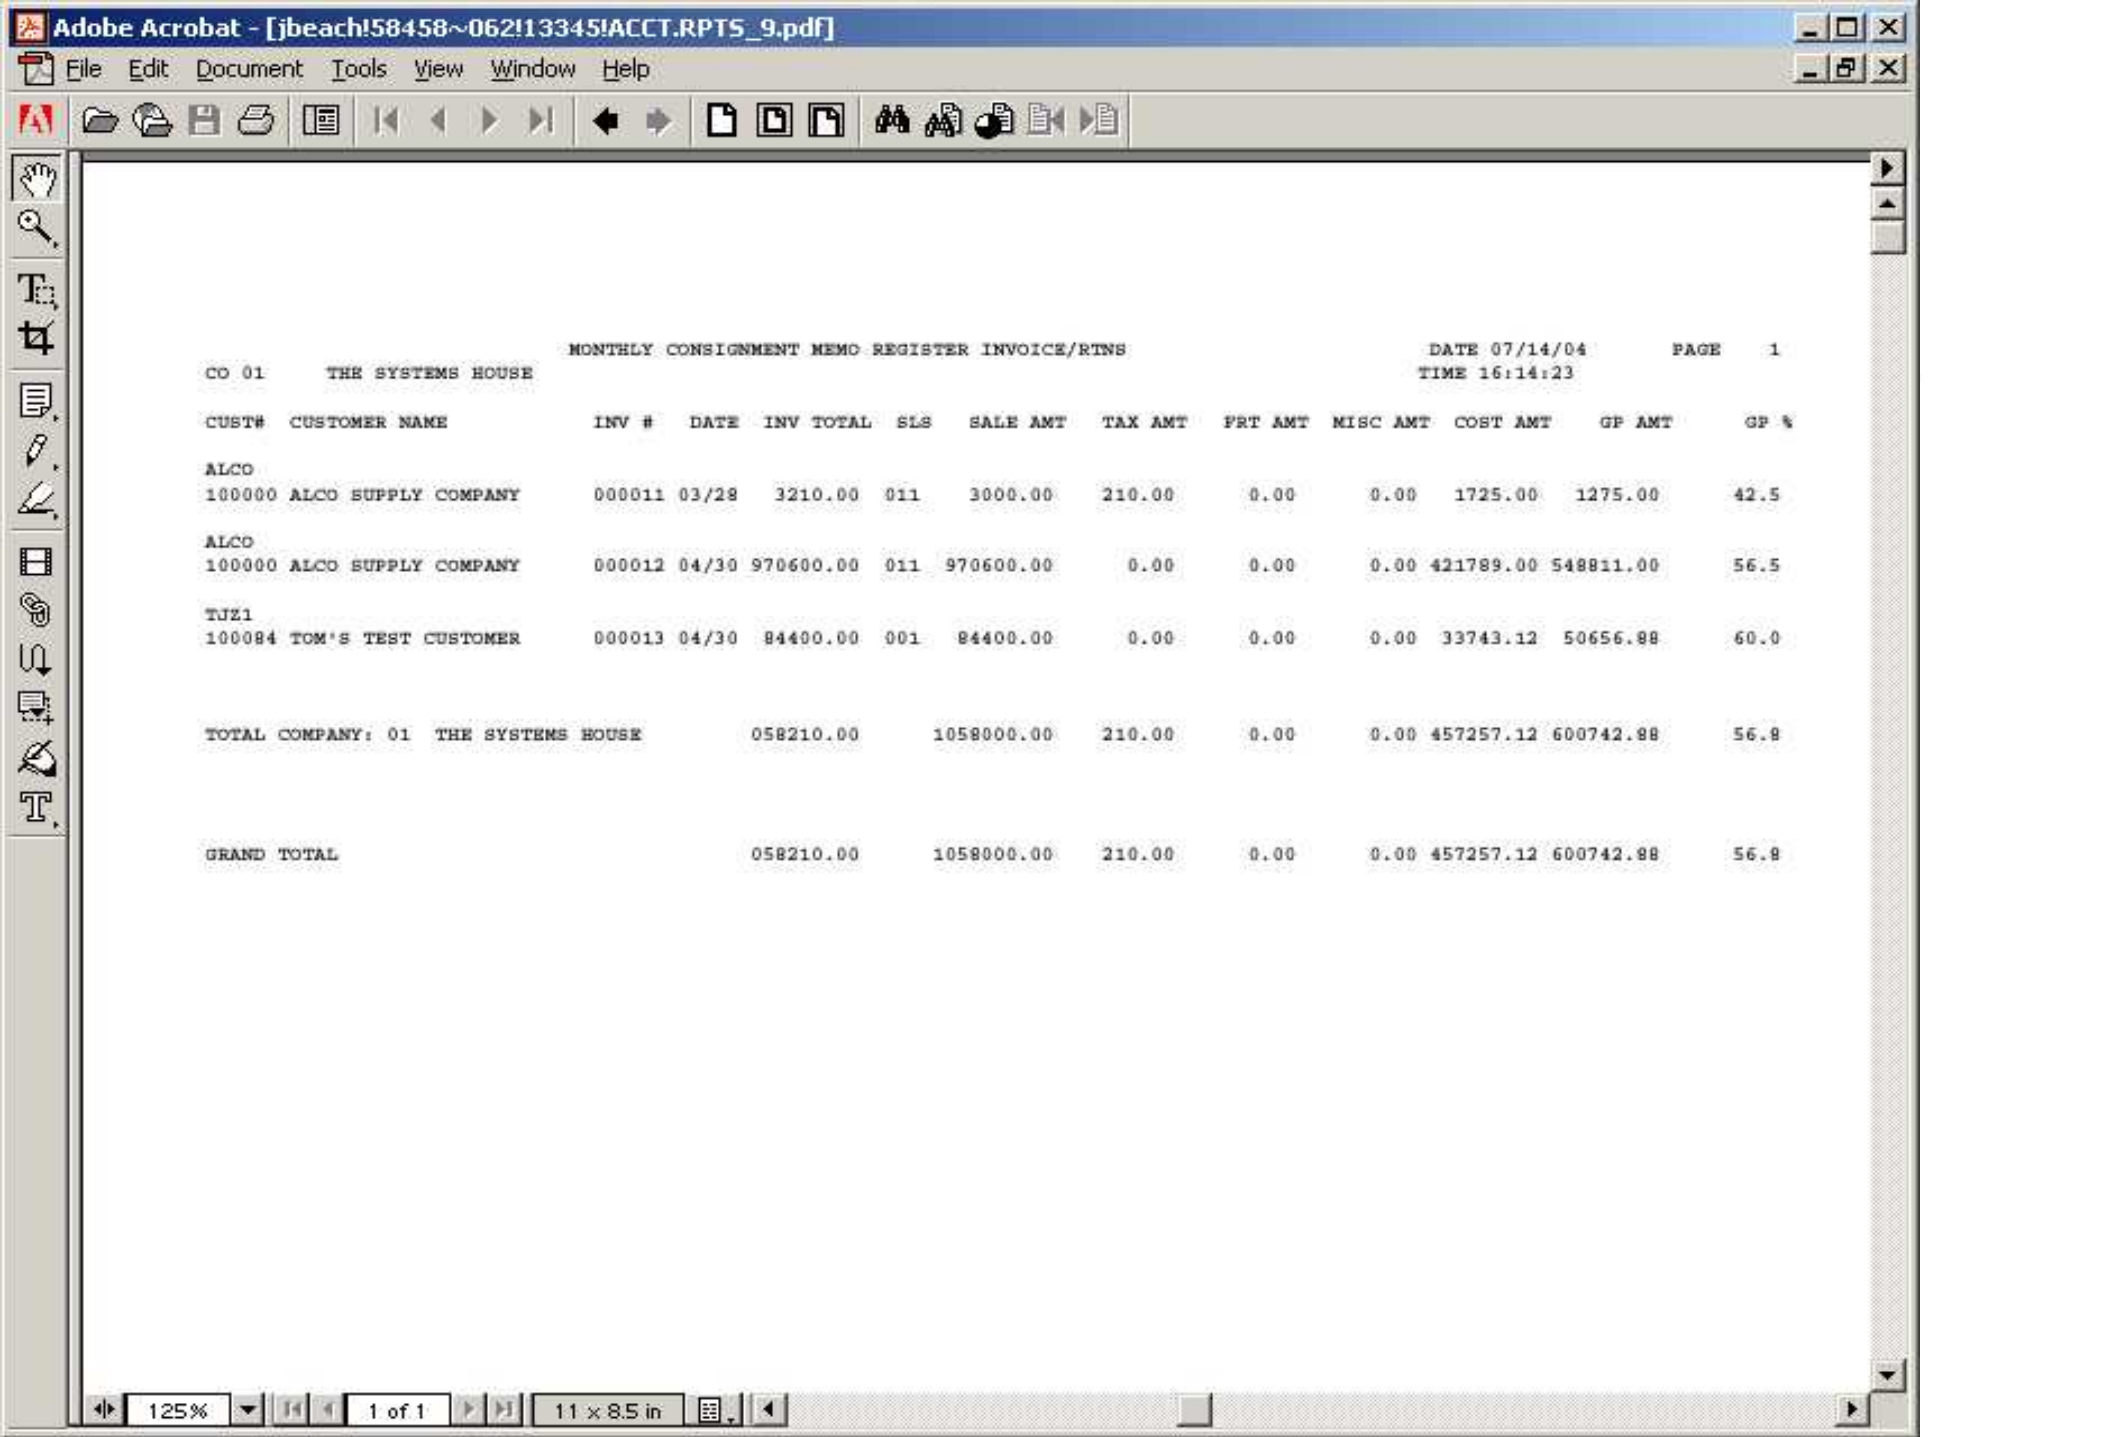 Adobe Acrobat - [jbeach!58458~062!13345!ACCT.RPTS_9.pdf]
File Edit Document Tools View Window Help
MONTHLY CONSIGNMENT MEMO REGISTER INVOICE/RTNS DATE 07/14/04 PAGE 1
CO 01 THE SYSTEMS HOUSE TIME 16:14:23
CUST# CUSTOMER NAME INV # DATE INV TOTAL SLS SALE AMT TAX AMT FRT AMT MISC AMT COST AMT GP AMT GP %
ALCO
100000 ALCO SUPPLY COMPANY 000011 03/28 3210.00 011 3000.00 210.00 0.00 0.00 1725.00 1275.00 42.5
ALCO
100000 ALCO SUPPLY COMPANY 000012 04/30 970600.00 011 970600.00 0.00 0.00 0.00 421789.00 548811.00 56.5
TJZ1
100084 TOM'S TEST CUSTOMER 000013 04/30 84400.00 001 84400.00 0.00 0.00 0.00 33743.12 50656.88 60.0
TOTAL COMPANY: 01 THE SYSTEMS HOUSE 058210.00 1058000.00 210.00 0.00 0.00 457257.12 600742.88 56.8
GRAND TOTAL 058210.00 1058000.00 210.00 0.00 0.00 457257.12 600742.88 56.8
125% 1 of 1 11 x 8.5 in